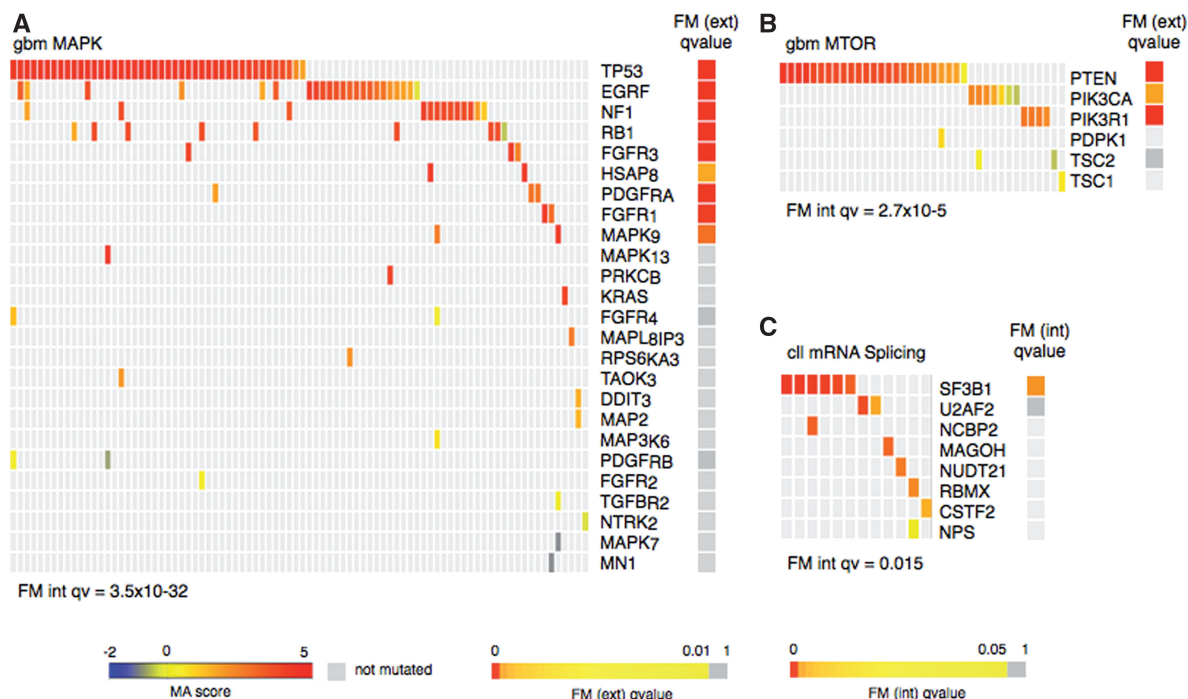 A
gbm MAPK
FM (ext)
qvalue
TP53
EGRF
NF1
RB1
FGFR3
HSAP8
PDGFRA
FGFR1
MAPK9
MAPK13
PRKCB
KRAS
FGFR4
MAPL8IP3
RPS6KA3
TAOK3
DDIT3
MAP2
MAP3K6
PDGFRB
FGFR2
TGFBR2
NTRK2
MAPK7
MN1
FM int qv = 3.5x10-32
B
gbm MTOR
FM (ext)
qvalue
PTEN
PIK3CA
PIK3R1
PDPK1
TSC2
TSC1
FM int qv = 2.7x10-5
C
cll mRNA Splicing
FM (int)
qvalue
SF3B1
U2AF2
NCBP2
MAGOH
NUDT21
RBMX
CSTF2
NPS
FM int qv = 0.015
-2 0 5
MA score
not mutated
0 0.01 1
FM (ext) qvalue
0 0.05 1
FM (int) qvalue